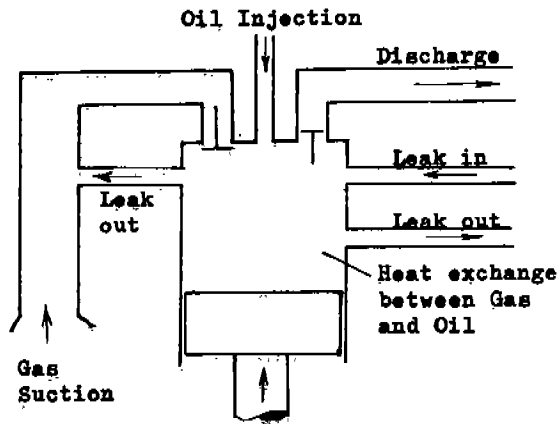 Oil Injection
Discharge
Leak in
Leak
out
Leak out
Heat exchange
between Gas
and Oil
Gas
Suction